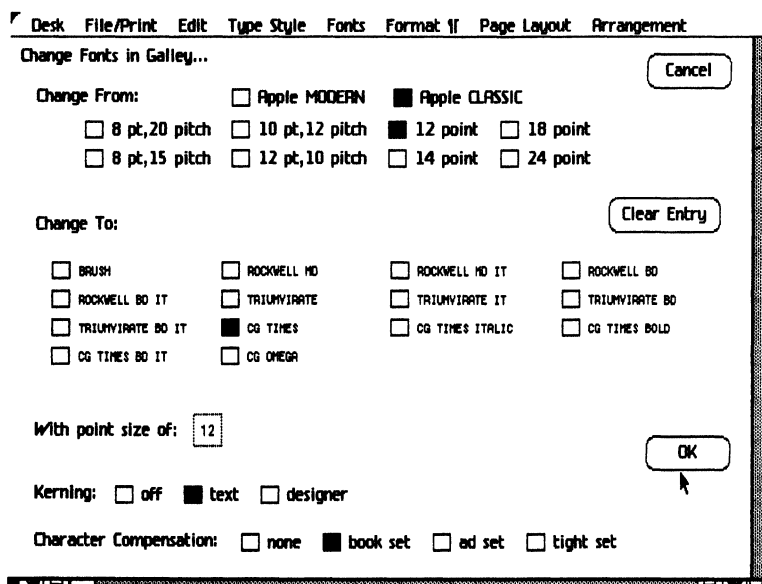 Desk File/Print Edit Type Style Fonts Format ¶ Page Layout Arrangement
Change Fonts in Galley...
Cancel
Change From: Apple MODERN Apple CLASSIC
8 pt,20 pitch 10 pt,12 pitch 12 point 18 point
8 pt,15 pitch 12 pt,10 pitch 14 point 24 point
Clear Entry
Change To:
BRUSH ROCKWELL MD ROCKWELL MD IT ROCKWELL BD
ROCKWELL BD IT TRIUMVIRATE TRIUMVIRATE IT TRIUMVIRATE BD
TRIUMVIRATE BD IT CG TIMES CG TIMES ITALIC CG TIMES BOLD
CG TIMES BD IT CG OMEGA
With point size of: 12
OK
Kerning: off text designer
Character Compensation: none book set ad set tight set